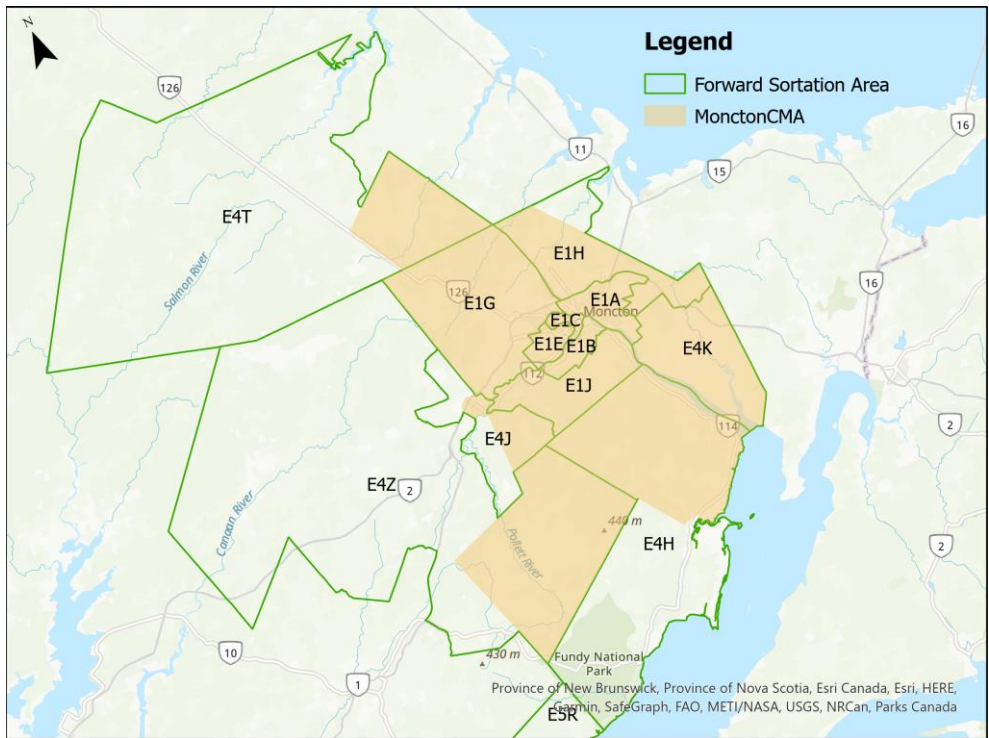 N
Legend
Forward Sortation Area
MonctonCMA
126
11
16
15
E4T
Salmon River
E1H
16
126
E1G
E1A
Moncton
E1C
E1E
E1B
E4K
112
E1J
114
2
E4J
E4Z
2
Canaan River
440 m
E4H
2
Pollett River
10
430 m
Fundy National
Park
1
Province of New Brunswick, Province of Nova Scotia, Esri Canada, Esri, HERE,
Garmin, SafeGraph, FAO, METI/NASA, USGS, NRCan, Parks Canada
E5R